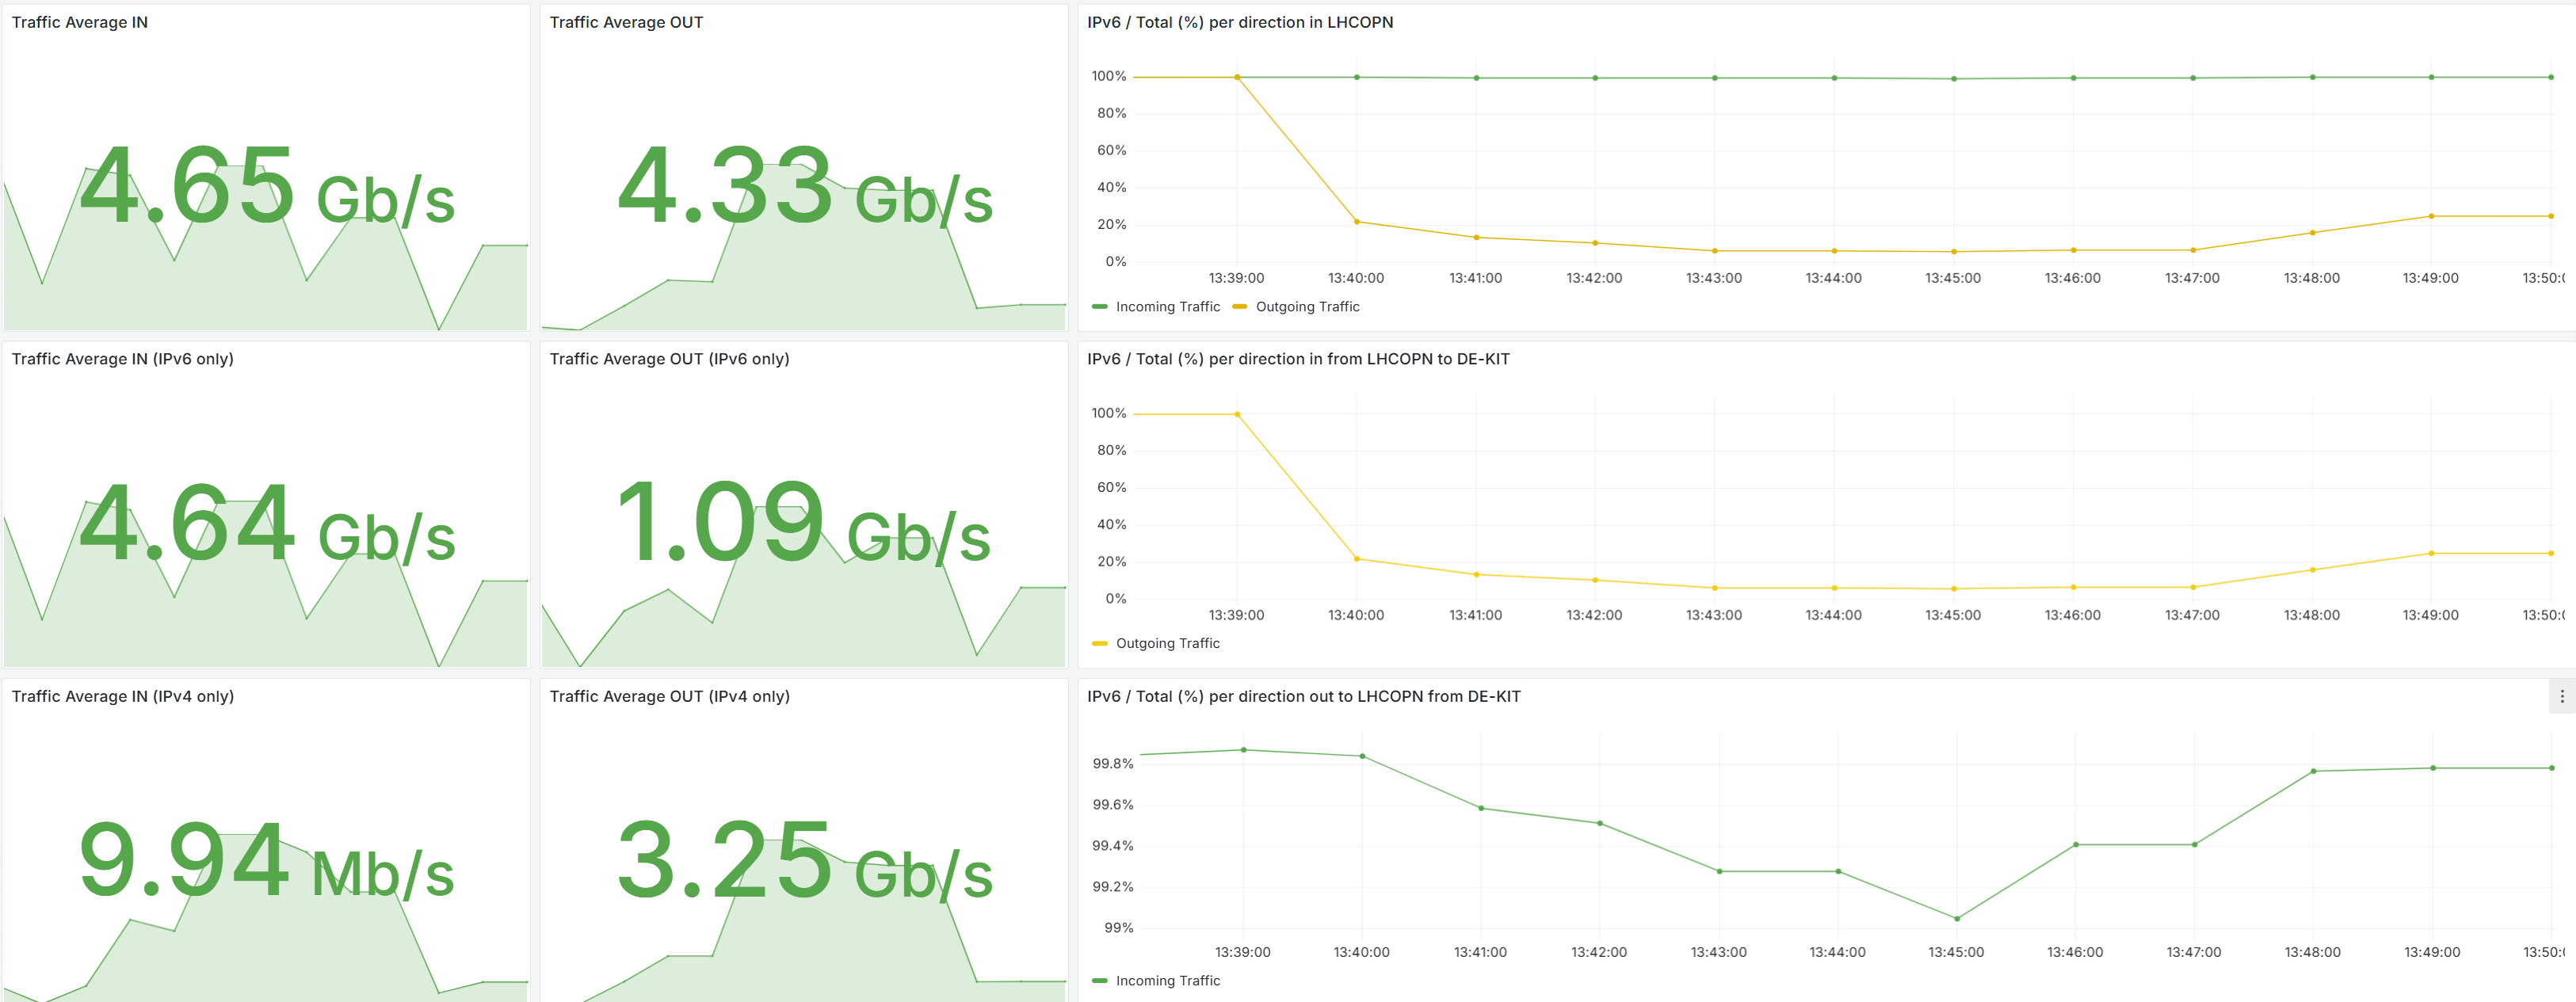 Traffic Average IN
4.65 Gb/s
Traffic Average OUT
4.33 Gb/s
IPv6 / Total (%) per direction in LHCOPN
100%
80%
60%
40%
20%
0%
13:39:00 13:40:00 13:41:00 13:42:00 13:43:00 13:44:00 13:45:00 13:46:00 13:47:00 13:48:00 13:49:00 13:50:
Incoming Traffic Outgoing Traffic
Traffic Average IN (IPv6 only)
4.64 Gb/s
Traffic Average OUT (IPv6 only)
1.09 Gb/s
IPv6 / Total (%) per direction in from LHCOPN to DE-KIT
100%
80%
60%
40%
20%
0%
13:39:00 13:40:00 13:41:00 13:42:00 13:43:00 13:44:00 13:45:00 13:46:00 13:47:00 13:48:00 13:49:00 13:50:
Outgoing Traffic
Traffic Average IN (IPv4 only)
9.94 Mb/s
Traffic Average OUT (IPv4 only)
3.25 Gb/s
IPv6 / Total (%) per direction out to LHCOPN from DE-KIT
99.8%
99.6%
99.4%
99.2%
99%
13:39:00 13:40:00 13:41:00 13:42:00 13:43:00 13:44:00 13:45:00 13:46:00 13:47:00 13:48:00 13:49:00 13:50:
Incoming Traffic